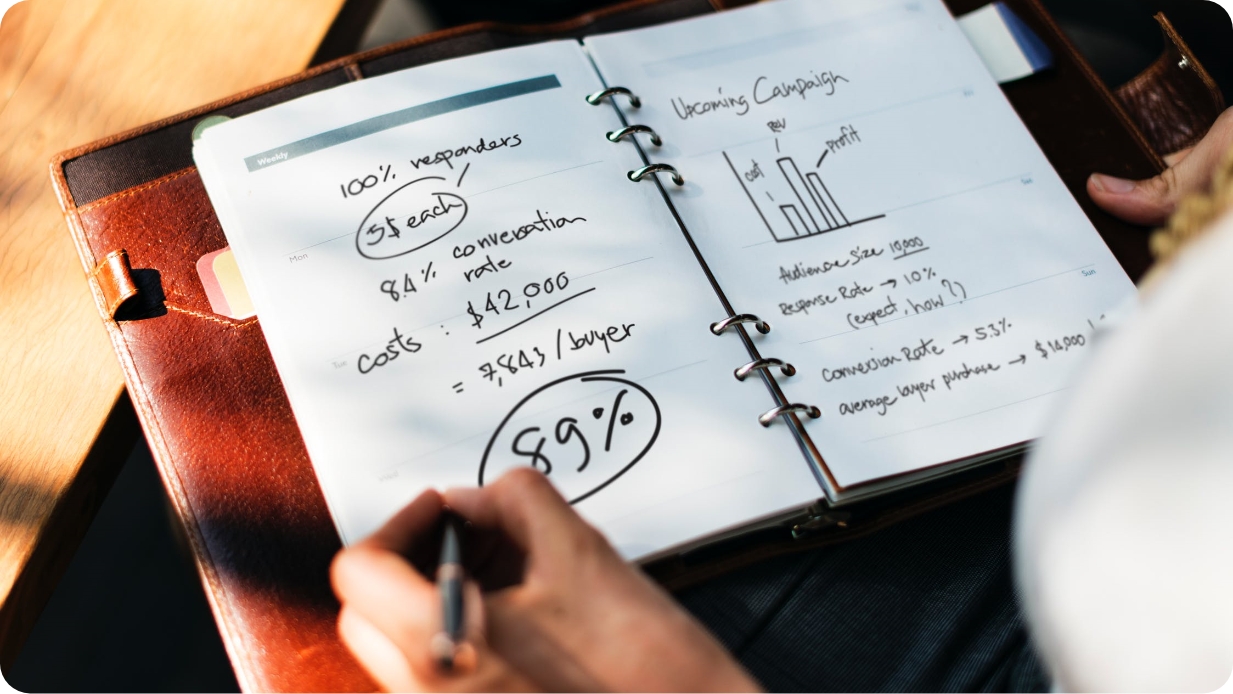 Weekly
100% responders
5$ each
Mon
8.4% conversation
rate
costs : $42,000
= 7,843 / buyer
89%
Upcoming Campaign
rev
cost
profit
Sat
Audience Size 10,000
Response Rate → 10%
(expect, how?)
Sun
Conversion Rate → 5.3%
average buyer purchase → $10,000